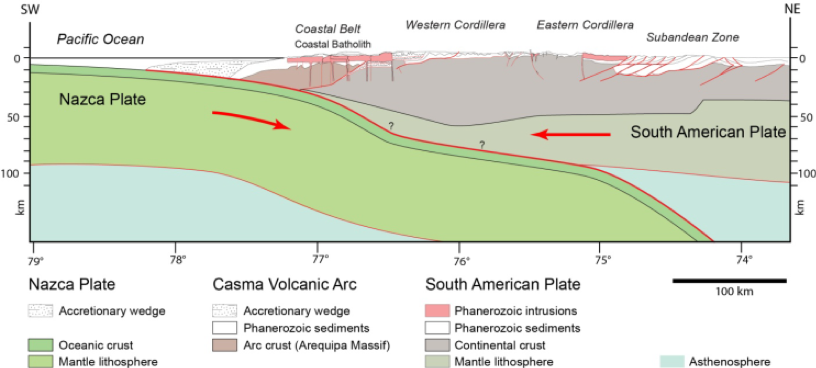 SW
NE
Pacific Ocean
Coastal Belt
Coastal Batholith
Western Cordillera
Eastern Cordillera
Subandean Zone
0
0
Nazca Plate
50
?
?
South American Plate
50
100
100
km
km
79°
78°
77°
76°
75°
74°
Nazca Plate
Casma Volcanic Arc
South American Plate
100 km
Accretionary wedge
Accretionary wedge
Phanerozoic intrusions
Phanerozoic sediments
Phanerozoic sediments
Oceanic crust
Arc crust (Arequipa Massif)
Continental crust
Mantle lithosphere
Mantle lithosphere
Asthenosphere